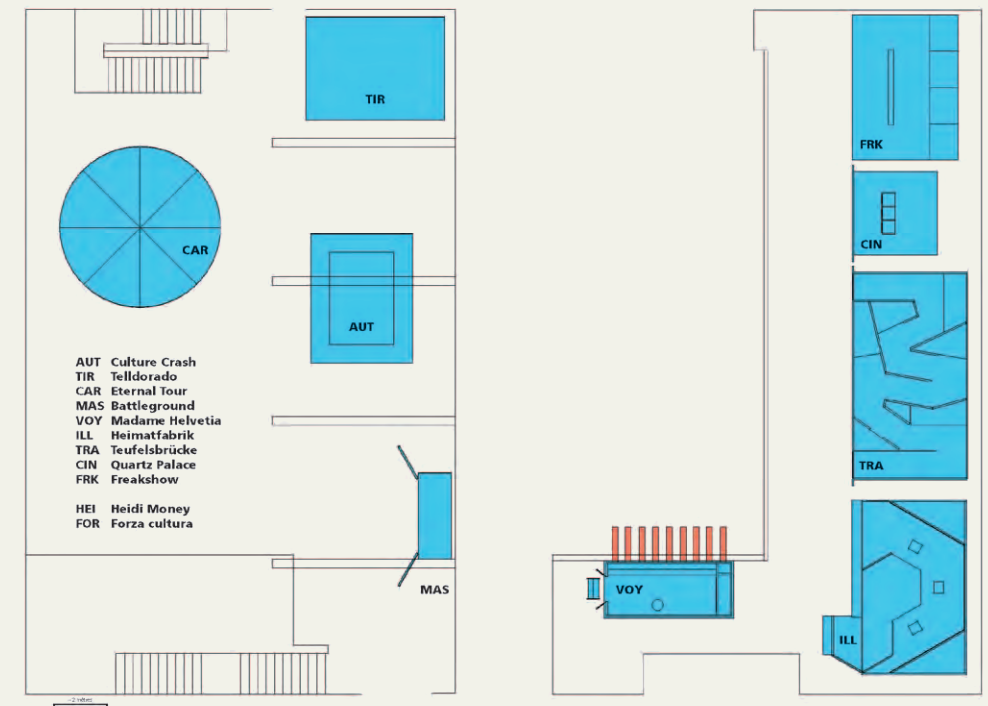 TIR
FRK
CIN
CAR
AUT
AUT Culture Crash
TIR Telldorado
CAR Eternal Tour
MAS Battleground
VOY Madame Helvetia
ILL Heimatfabrik
TRA Teufelsbrücke
CIN Quartz Palace
FRK Freakshow
HEI Heidi Money
FOR Forza cultura
TRA
MAS
VOY
ILL